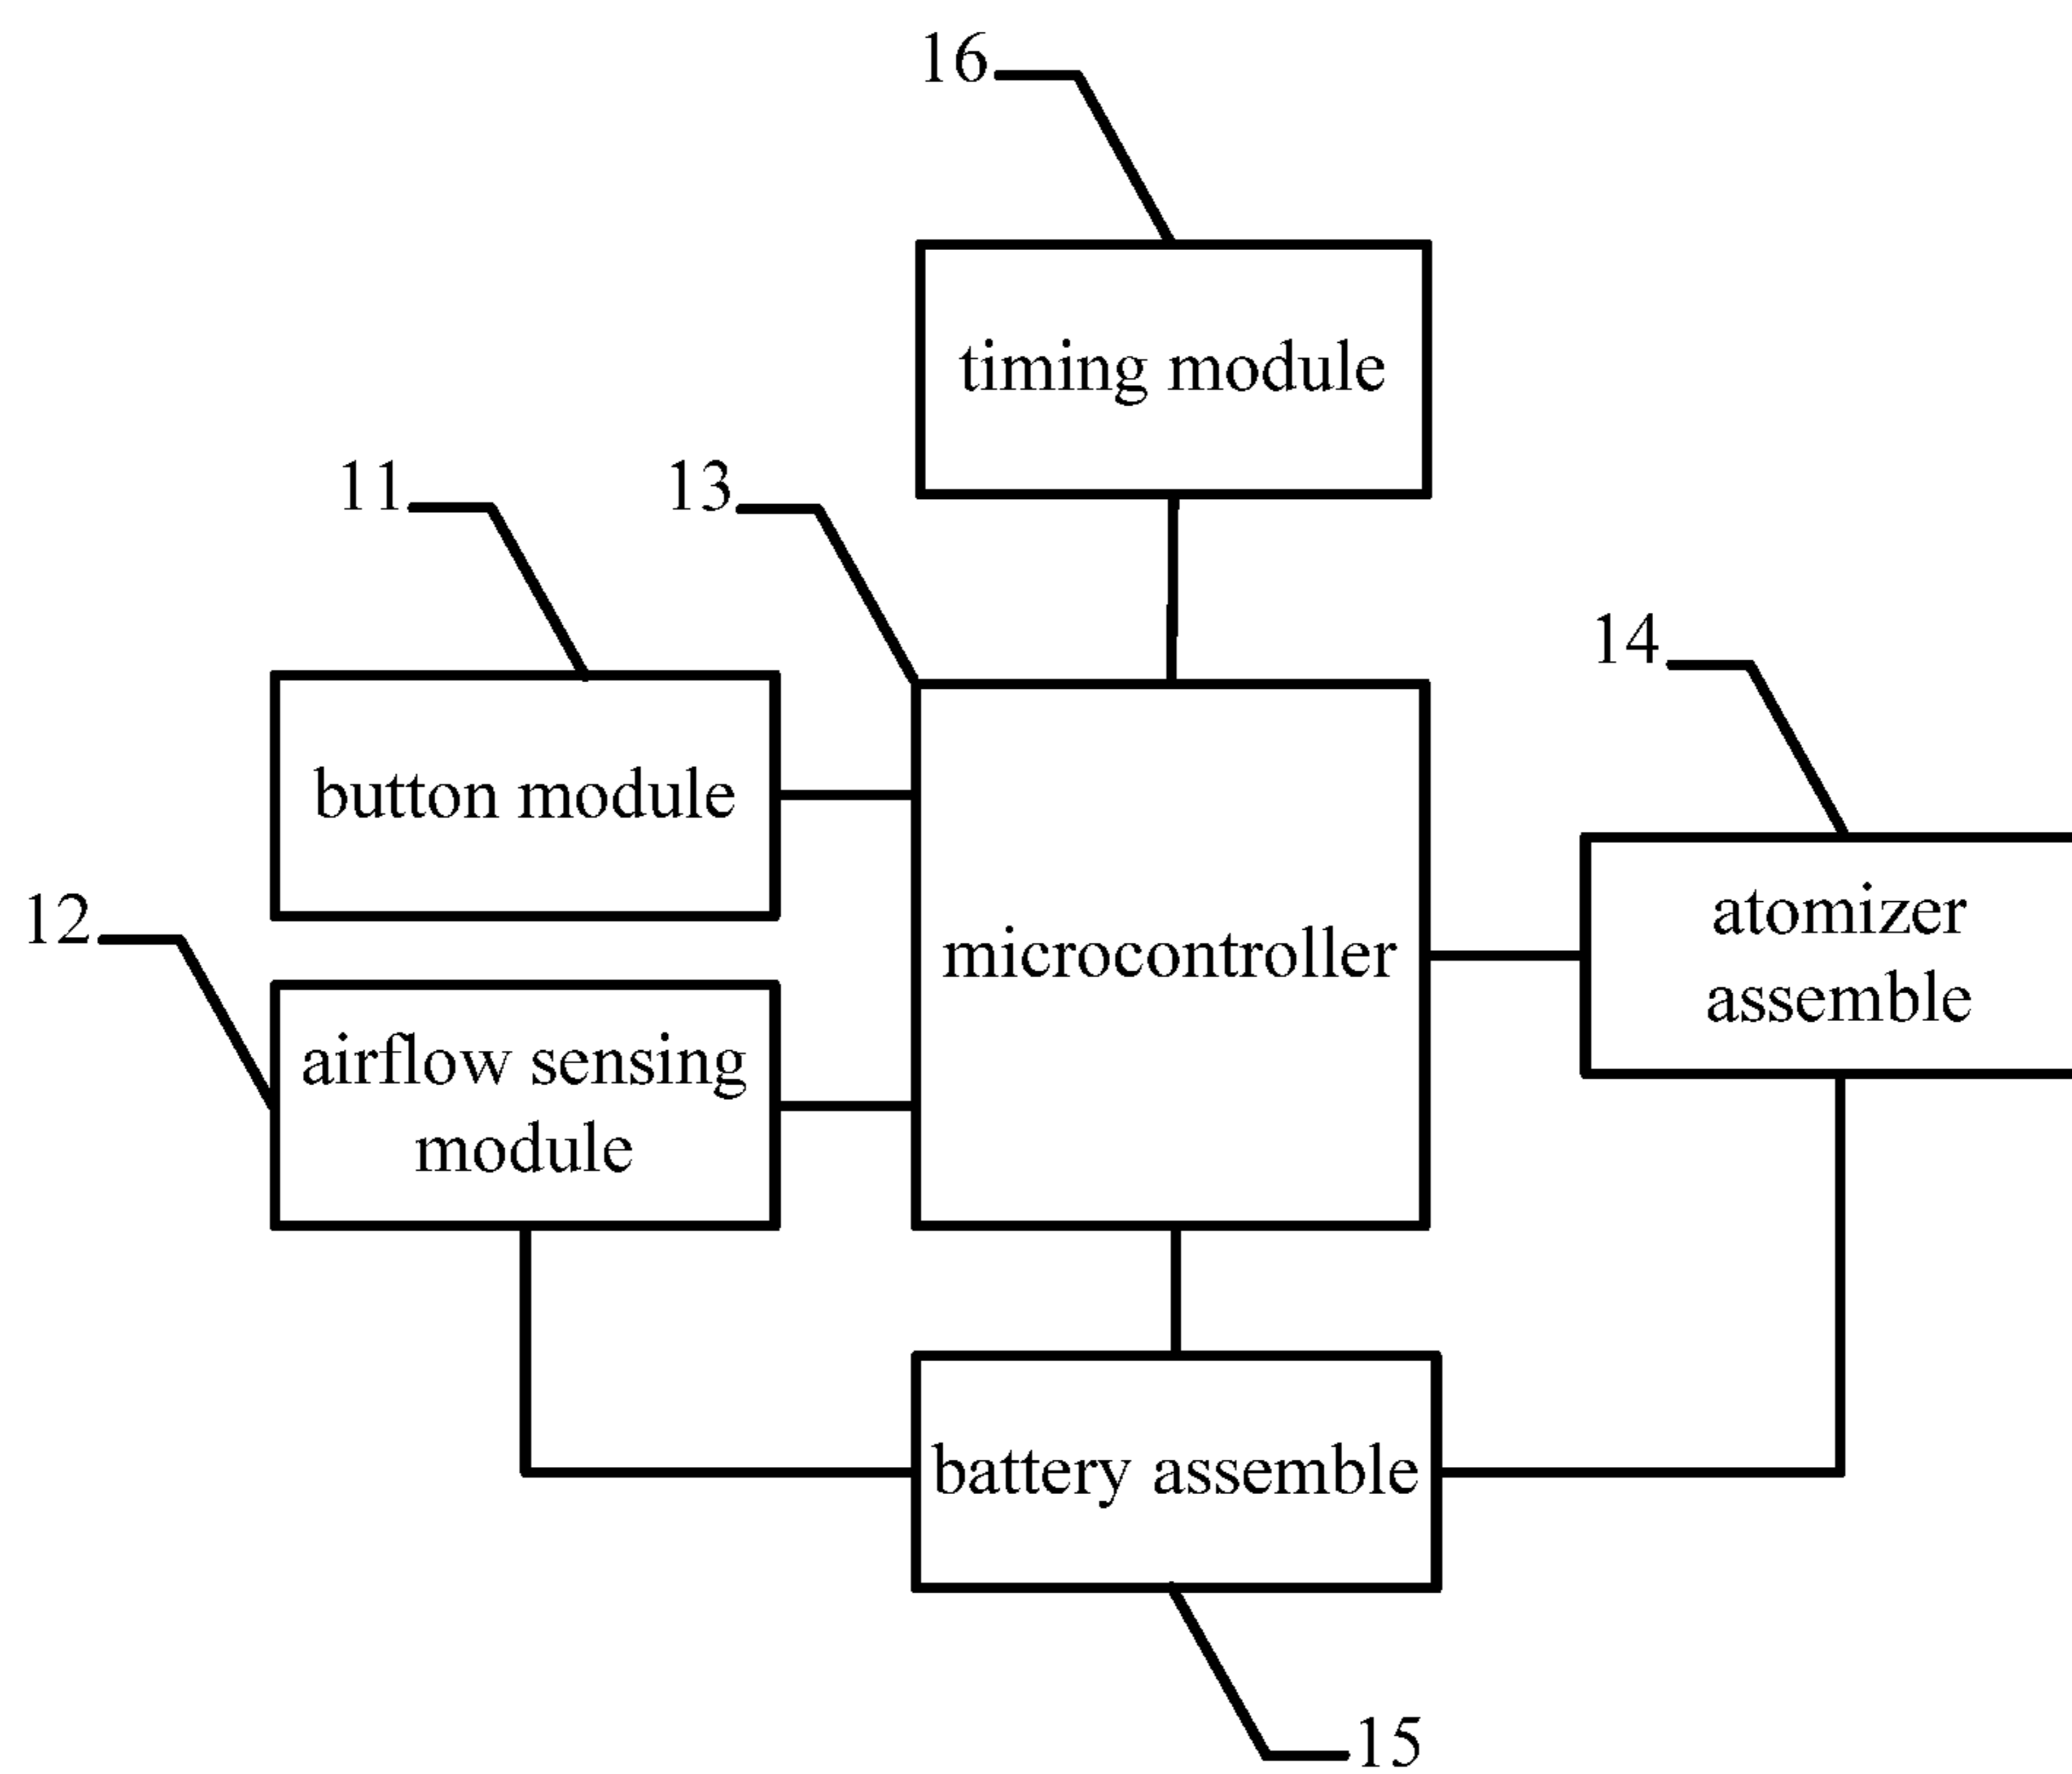 16
timing module
11
13
14
button module
12
microcontroller
atomizer
assemble
airflow sensing
module
battery assemble
15